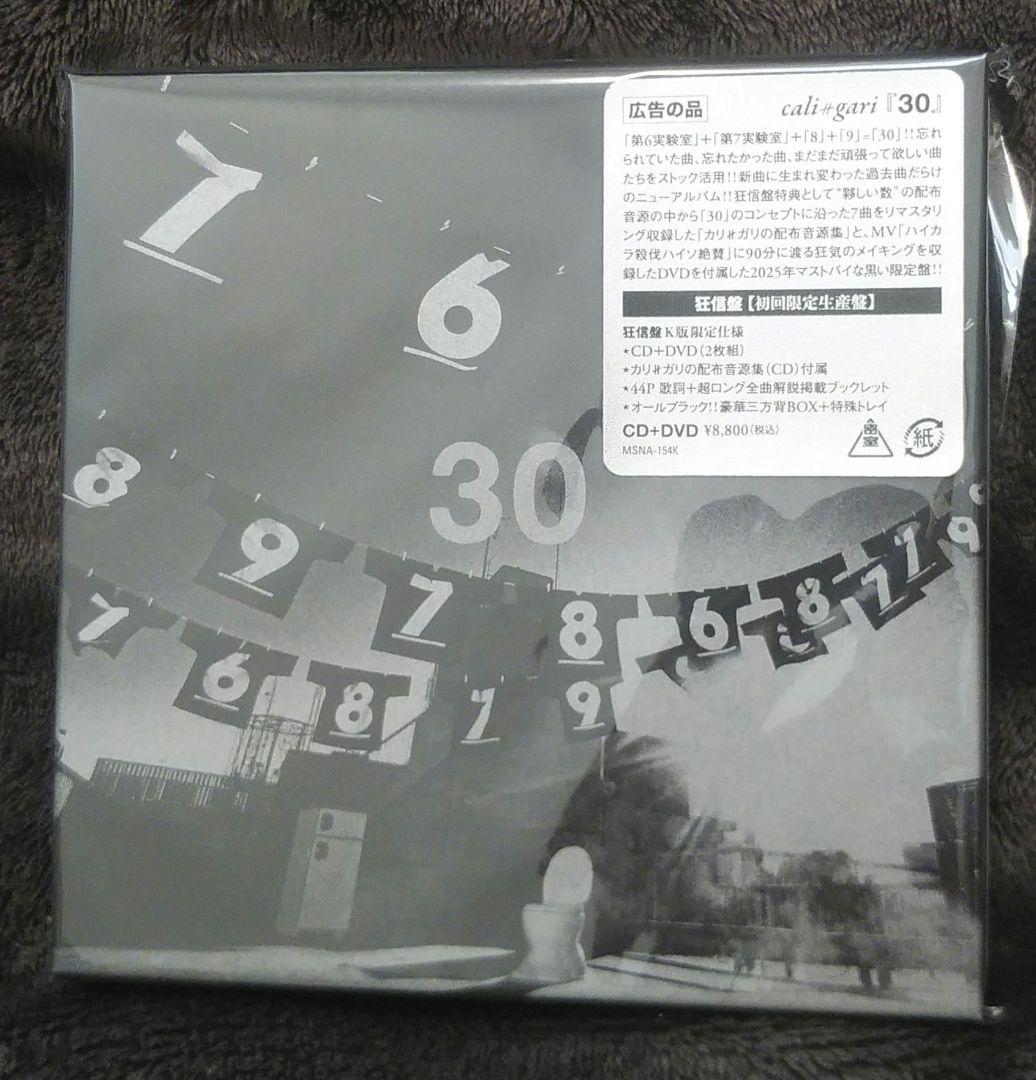 広告の品 cali≠gari『30』
「第6実験室」+「第7実験室」+「8」+「9」=「30」!!忘れ
られていた曲、忘れたかった曲、まだまだ頑張って欲しい曲
たちをストック活用!!新曲に生まれ変わった過去曲だらけ
のニューアルバム!!狂信盤特典として“夥しい数”の配布
音源の中から「30」のコンセプトに沿った7曲をリマスタリ
ング収録した「カリ≠ガリの配布音源集」と、MV「ハイカ
ラ殺伐ハイソ絶賛」に90分に渡る狂気のメイキングを収
録したDVDを付属した2025年マストバイな黒い限定盤!!
狂信盤【初回限定生産盤】
狂信盤K版限定仕様
★CD+DVD(2枚組)
★カリ≠ガリの配布音源集(CD)付属
★44P 歌詞+超ロング全曲解説掲載ブックレット
★オールブラック!!豪華三方背BOX+特殊トレイ
CD+DVD ¥8,800(税込)
MSNA-154K
密室
紙
7
6
30
8
9
7
8
6
8
7
7
9
7
6
8
7
9